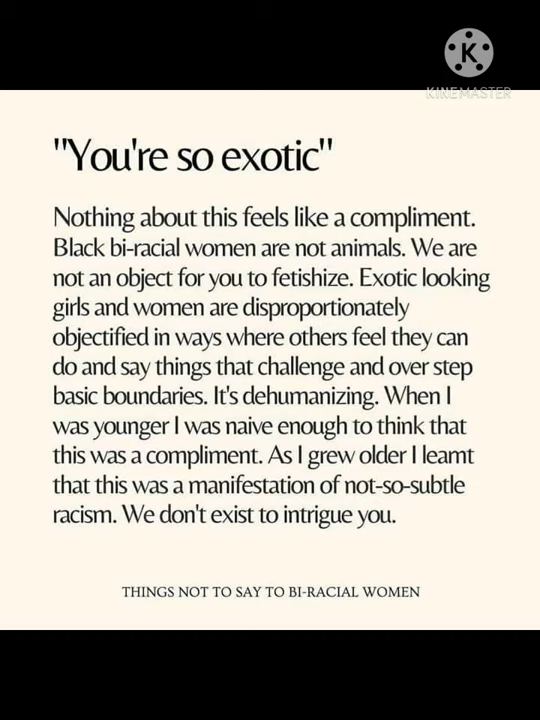 K
KINEMASTER
"You're so exotic"
Nothing about this feels like a compliment.
Black bi-racial women are not animals. We are
not an object for you to fetishize. Exotic looking
girls and women are disproportionately
objectified in ways where others feel they can
do and say things that challenge and over step
basic boundaries. It's dehumanizing. When I
was younger I was naive enough to think that
this was a compliment. As I grew older I learnt
that this was a manifestation of not-so-subtle
racism. We don't exist to intrigue you.
THINGS NOT TO SAY TO BI-RACIAL WOMEN